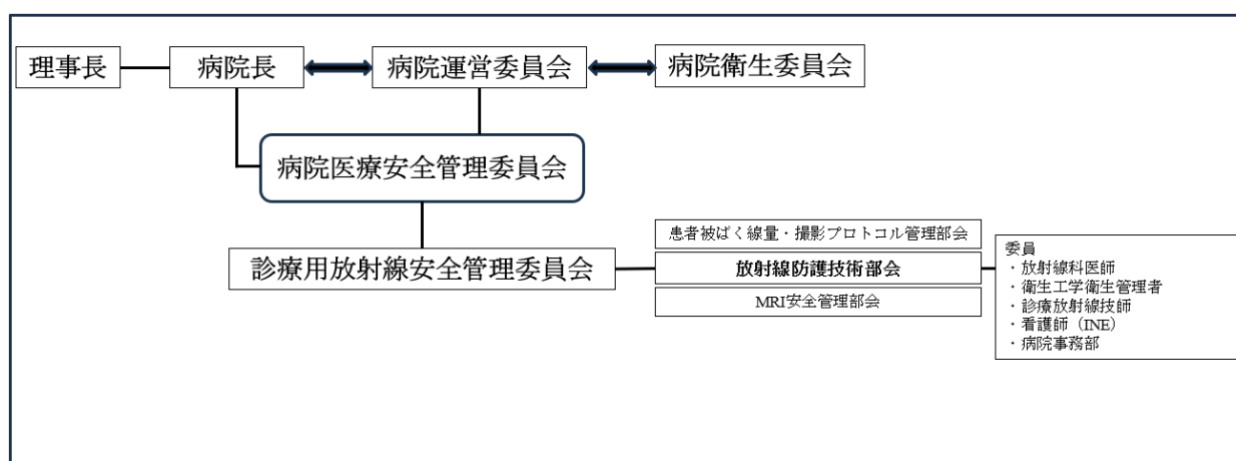 理事長
病院長
病院運営委員会
病院衛生委員会
病院医療安全管理委員会
診療用放射線安全管理委員会
患者被ばく線量・撮影プロトコル管理部会
放射線防護技術部会
MRI安全管理部会
委員
・放射線科医師
・衛生工学衛生管理者
・診療放射線技師
・看護師（INE）
・病院事務部